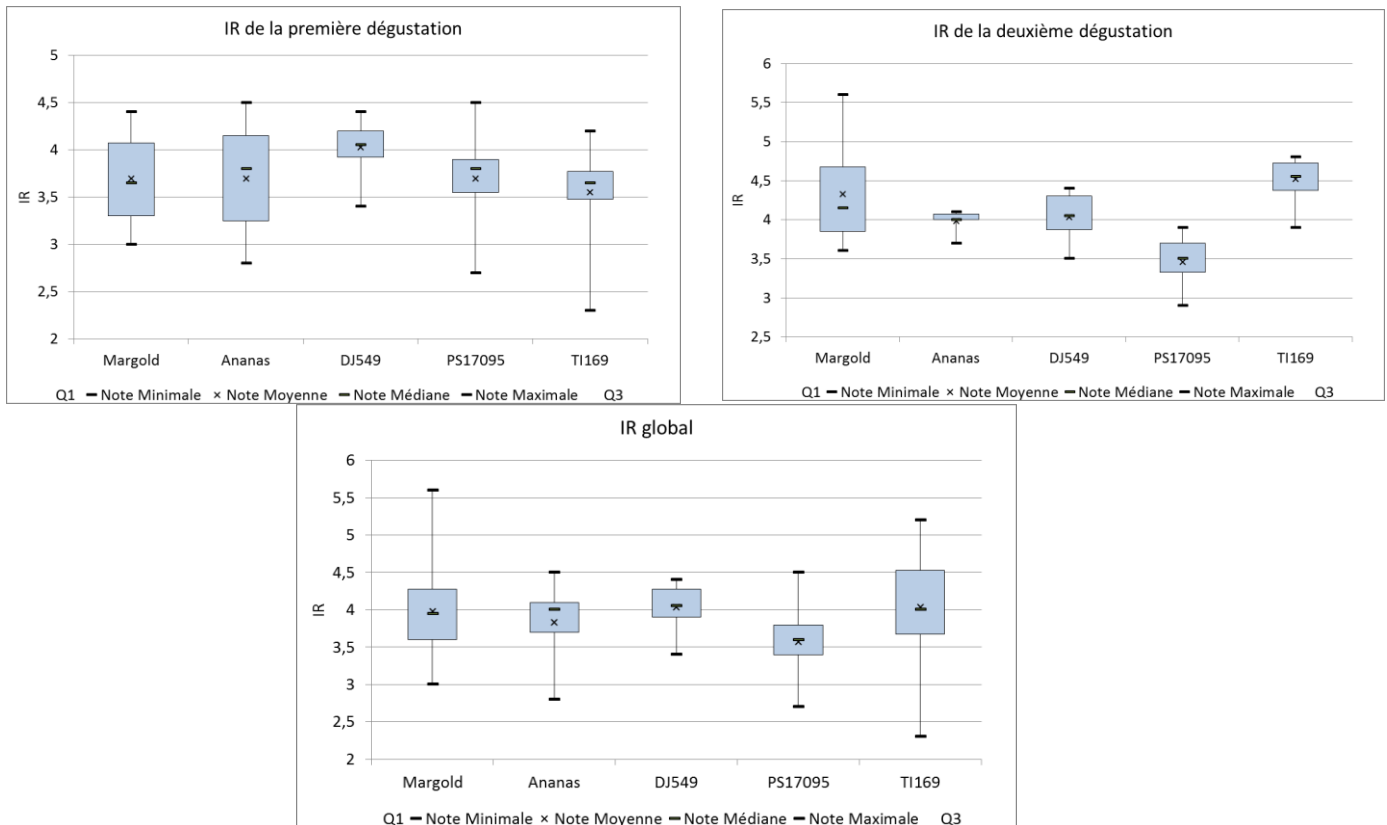 IR de la première dégustation
5
4,5
4
3,5
3
2,5
2
IR
Margold Ananas DJ549 PS17095 TI169
Q1 Note Minimale × Note Moyenne Note Médiane Note Maximale Q3
IR de la deuxième dégustation
6
5,5
5
4,5
4
3,5
3
2,5
IR
Margold Ananas DJ549 PS17095 TI169
Q1 Note Minimale × Note Moyenne Note Médiane Note Maximale Q3
IR global
6
5,5
5
4,5
4
3,5
3
2,5
2
IR
Margold Ananas DJ549 PS17095 TI169
Q1 Note Minimale × Note Moyenne Note Médiane Note Maximale Q3